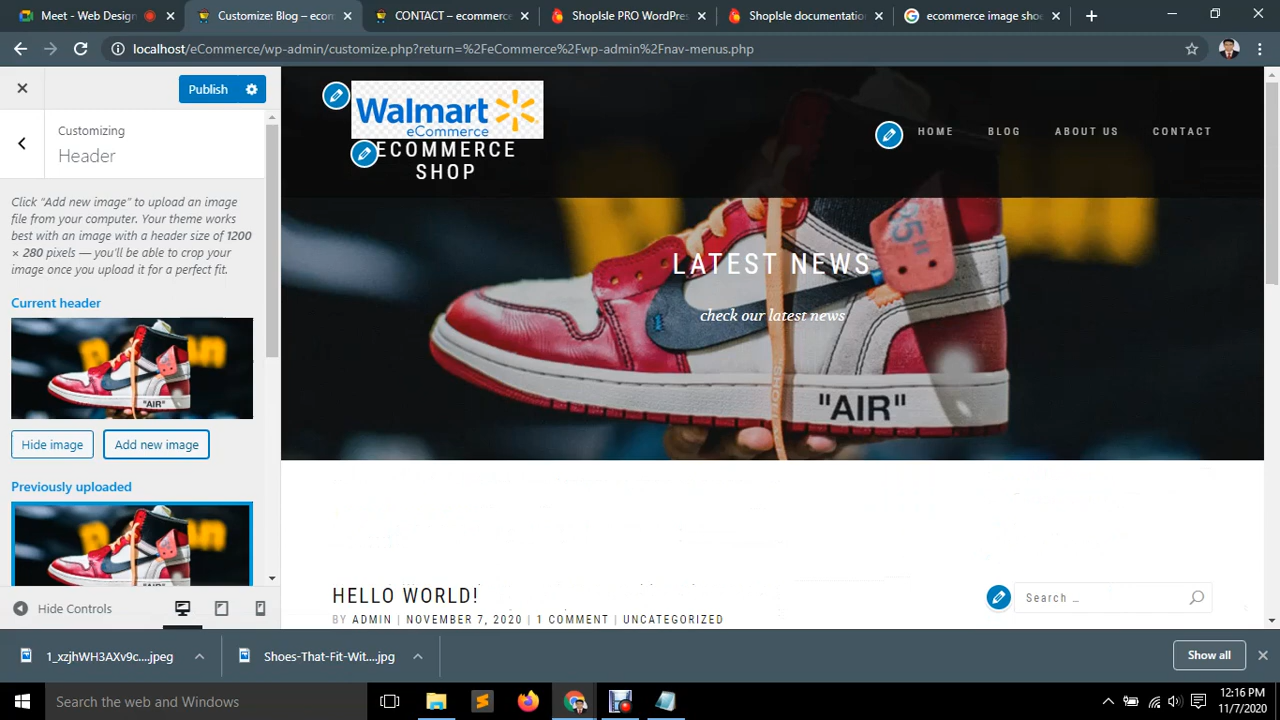 Meet - Web Design
Customize: Blog – ecom
CONTACT – ecommerce
ShopIsle PRO WordPres
ShopIsle documentation
ecommerce image shoe
localhost/eCommerce/wp-admin/customize.php?return=%2FeCommerce%2Fwp-admin%2Fnav-menus.php
Publish
Customizing
Header
Click "Add new image" to upload an image
file from your computer. Your theme works
best with an image with a header size of 1200
× 280 pixels — you'll be able to crop your
image once you upload it for a perfect fit.
Current header
"AIR"
Hide image
Add new image
Previously uploaded
"AIR"
Hide Controls
Walmart
eCommerce
ECOMMERCE
SHOP
HOME
BLOG
ABOUT US
CONTACT
LATEST NEWS
check our latest news
"AIR"
HELLO WORLD!
BY ADMIN | NOVEMBER 7, 2020 | 1 COMMENT | UNCATEGORIZED
Search ...
1_xzjhWH3AXv9c....jpeg
Shoes-That-Fit-Wit....jpg
Show all
Search the web and Windows
12:16 PM
11/7/2020